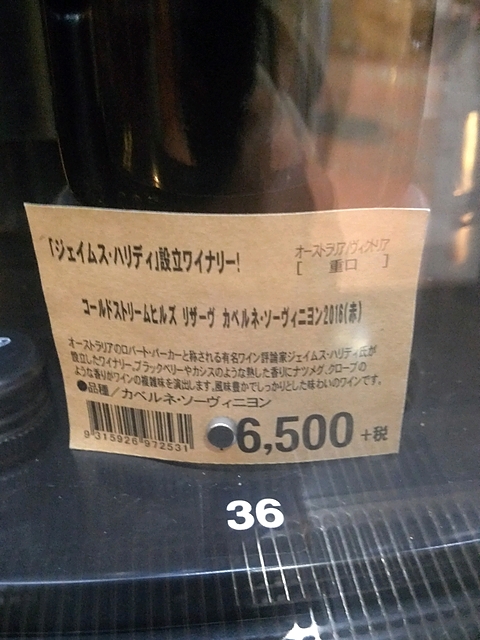 「ジェイムス・ハリディ」設立ワイナリー!
オーストラリア/ヴィクトリア
[ 重口 ]
コールドストリームヒルズ リザーヴ カベルネ・ソーヴィニヨン2016(赤)
オーストラリアのロバート・パーカーと称される有名ワイン評論家ジェイムス・ハリディ氏が
設立したワイナリー。ブラックベリーやカシスのような熟した香りにナツメグ、クローブの
ような香りがワインの複雑味を演出します。風味豊かでしっかりとした味わいのワインです。
●品種/カベルネ・ソーヴィニヨン
9 315926 972531
6,500 +税
36